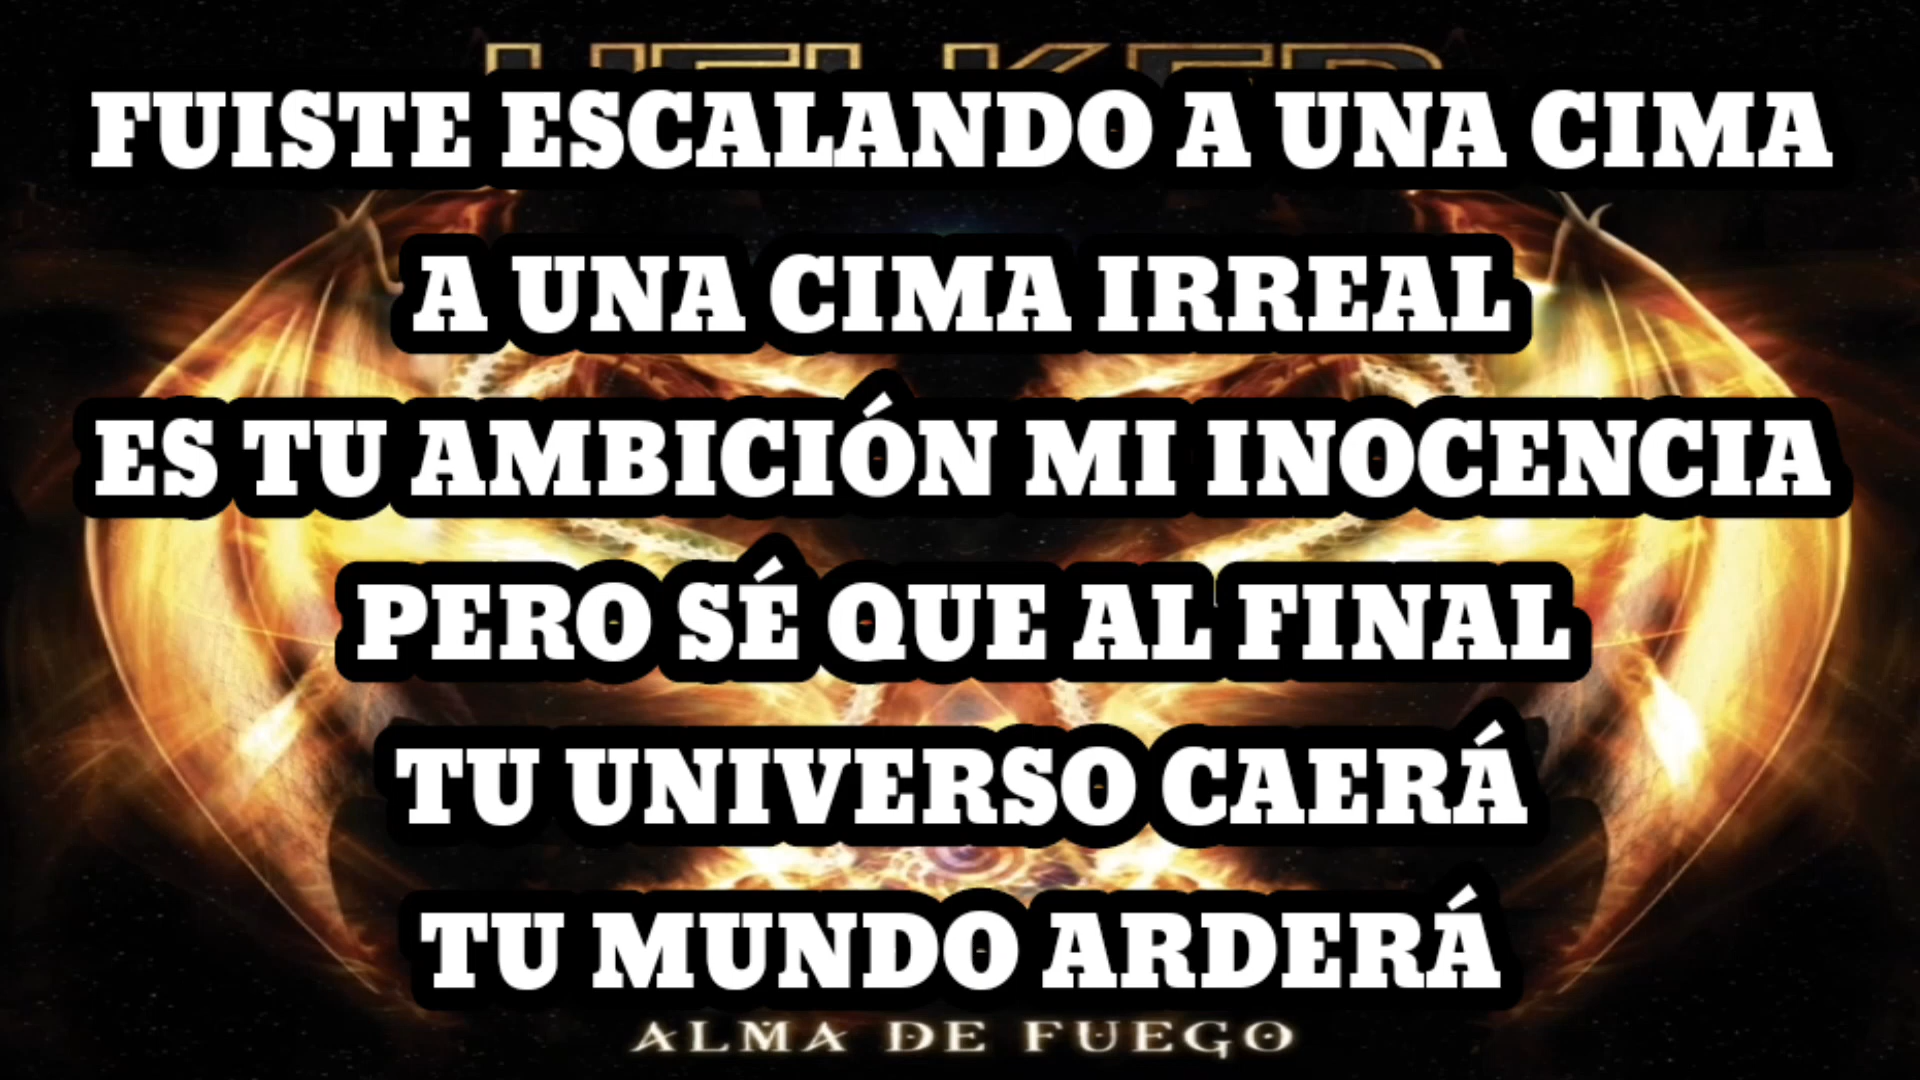 HELKER
FUISTE ESCALANDO A UNA CIMA
A UNA CIMA IRREAL
ES TU AMBICIÓN MI INOCENCIA
PERO SÉ QUE AL FINAL
TU UNIVERSO CAERÁ
TU MUNDO ARDERÁ
ALMA DE FUEGO